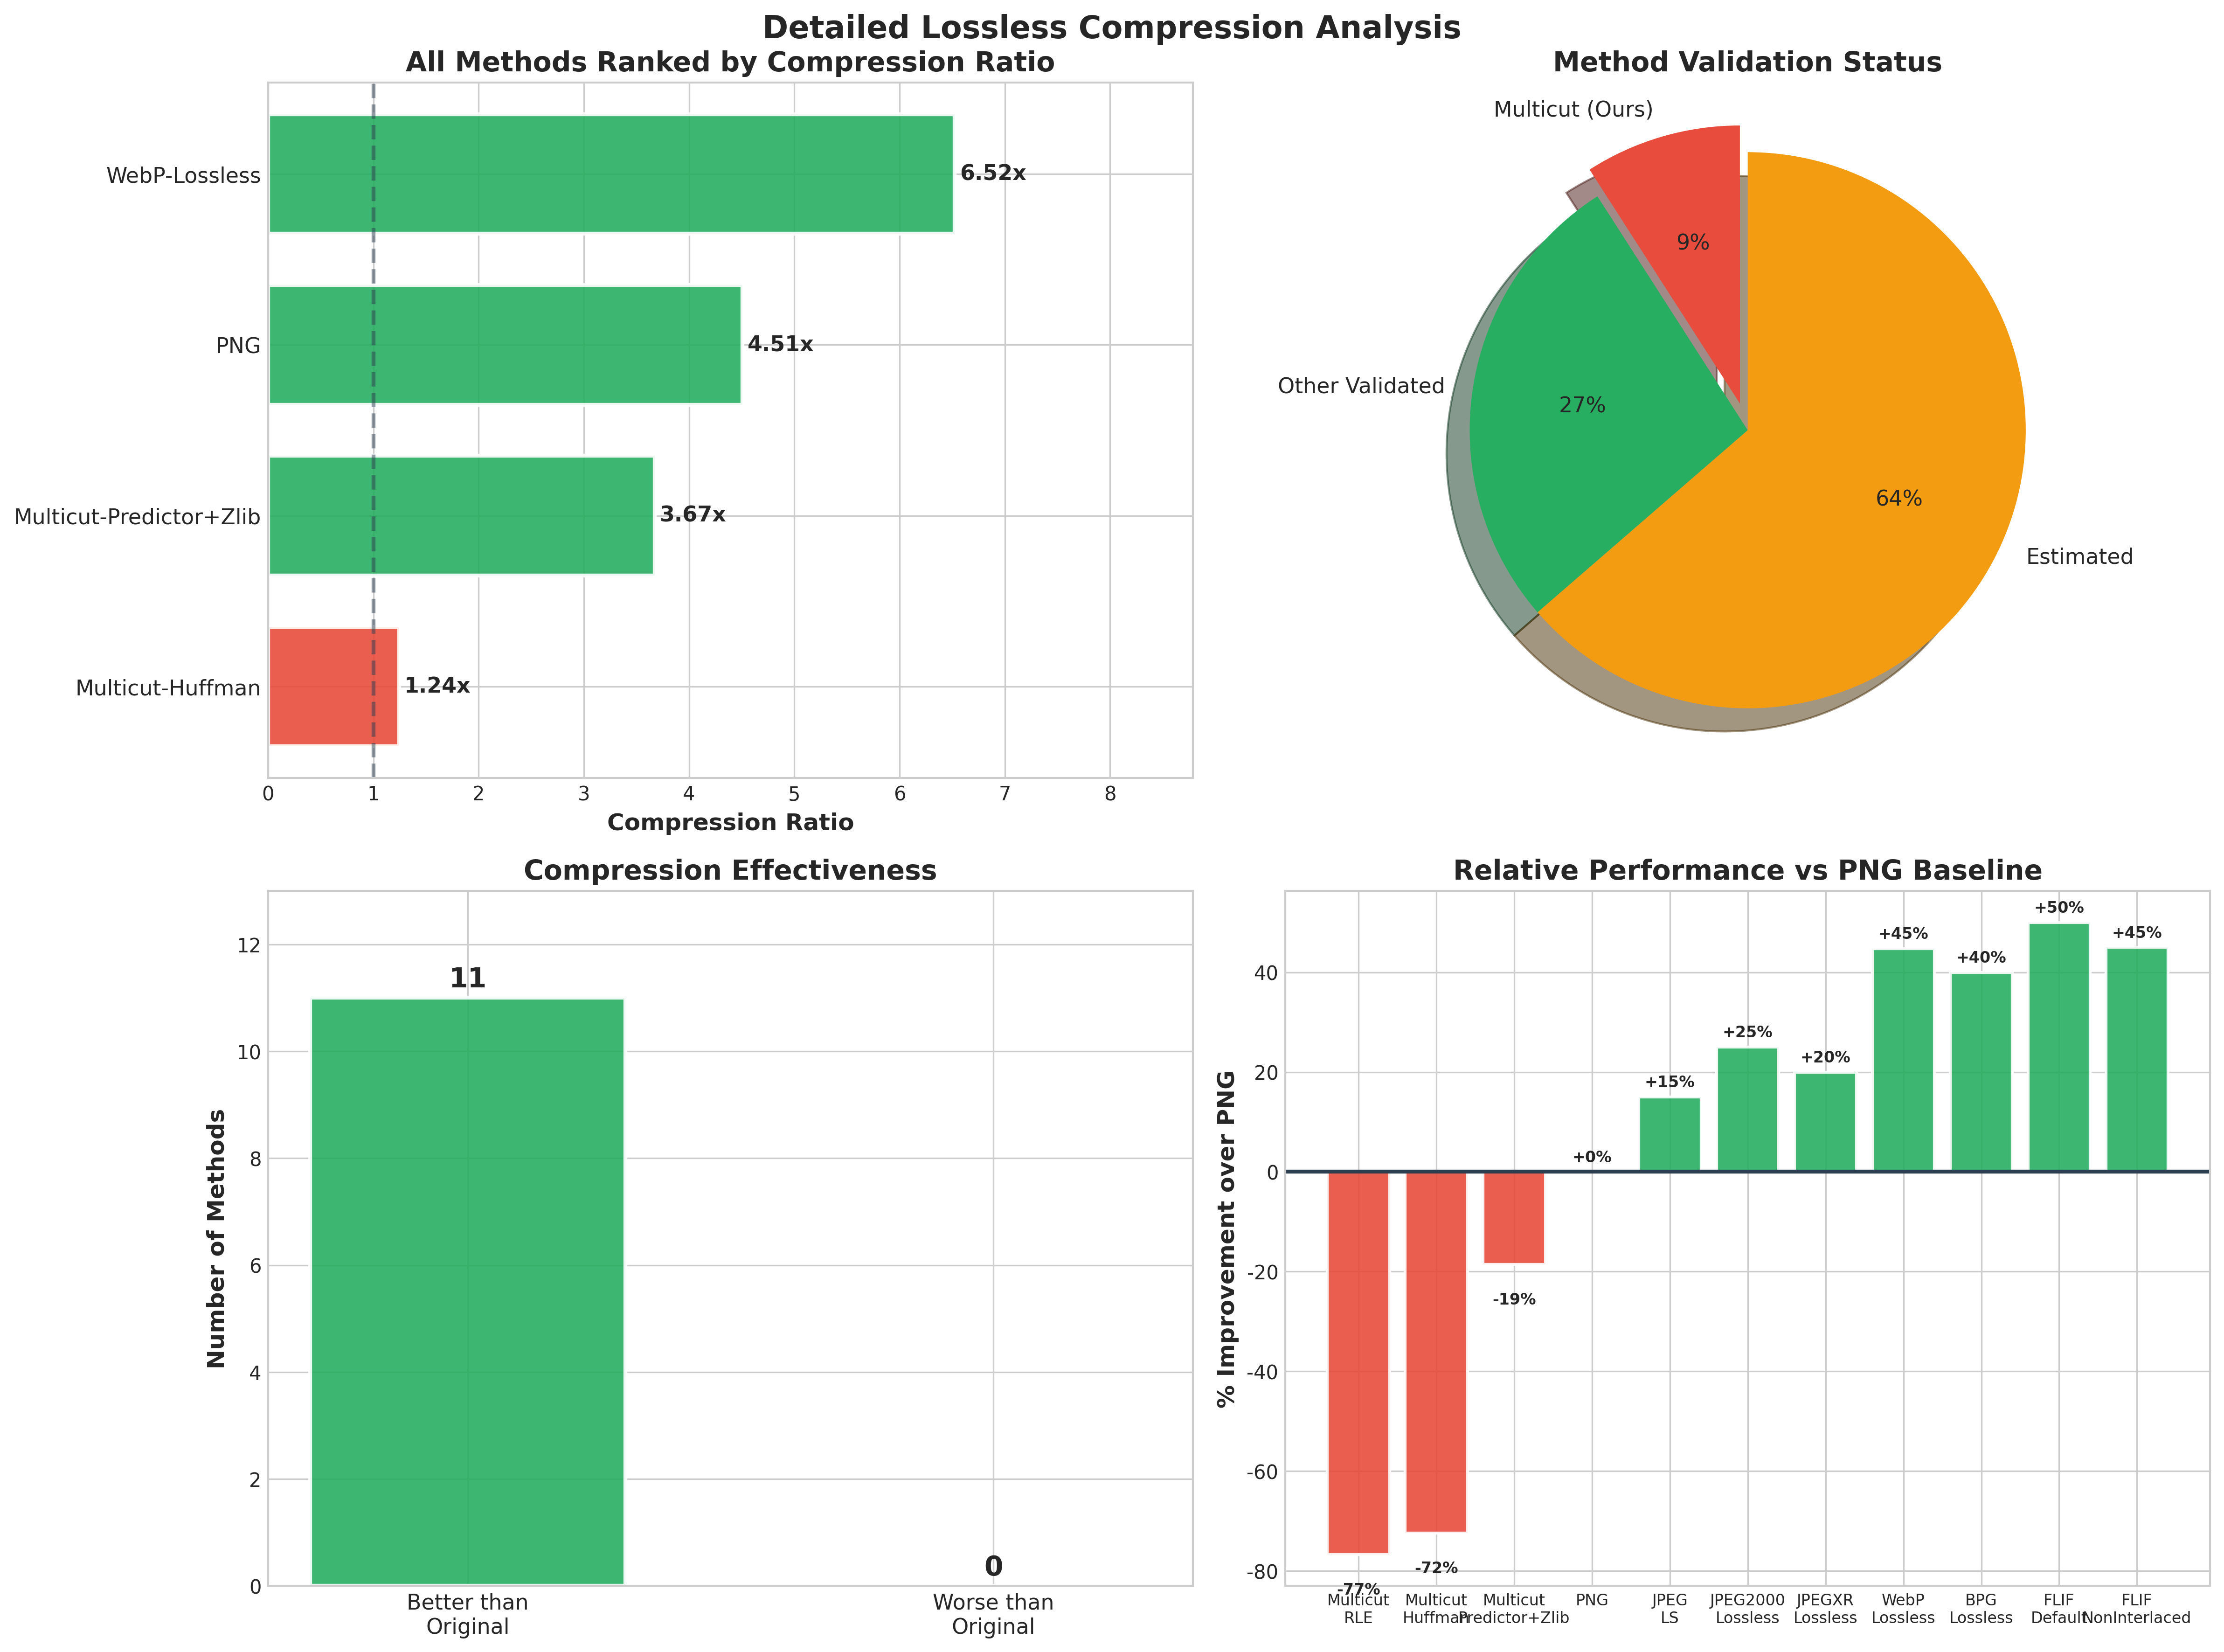 Detailed Lossless Compression Analysis
All Methods Ranked by Compression Ratio
WebP-Lossless
6.52x
PNG
4.51x
Multicut-Predictor+Zlib
3.67x
Multicut-Huffman
1.24x
0 1 2 3 4 5 6 7 8
Compression Ratio
Method Validation Status
Multicut (Ours)
9%
Other Validated
27%
64%
Estimated
Compression Effectiveness
Number of Methods
12
10
8
6
4
2
0
11
0
Better than
Original
Worse than
Original
Relative Performance vs PNG Baseline
% Improvement over PNG
40
20
0
-20
-40
-60
-80
-77%
-72%
-19%
+0%
+15%
+25%
+20%
+45%
+40%
+50%
+45%
Multicut
RLE
Multicut
Huffman
Multicut
Predictor+Zlib
PNG
JPEG
LS
JPEG2000
Lossless
JPEGXR
Lossless
WebP
Lossless
BPG
Lossless
FLIF
Default
FLIF
NonInterlaced